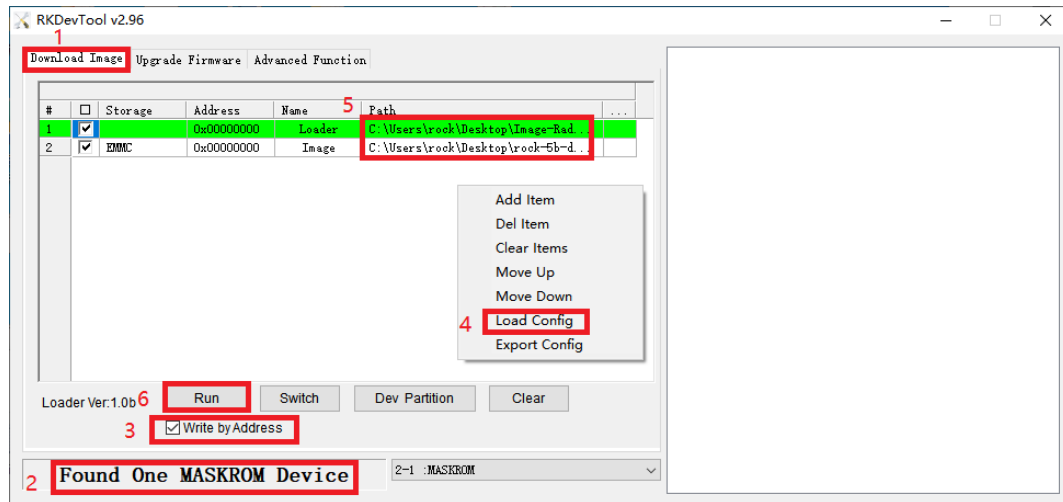 RKDevTool v2.96
1
Download Image Upgrade Firmware Advanced Function
5
# Storage Address Name Path ...
1 0x00000000 Loader C:\Users\rock\Desktop\Image-Rad...
2 EMMC 0x00000000 Image C:\Users\rock\Desktop\rock-5b-d...
Add Item
Del Item
Clear Items
Move Up
Move Down
4 Load Config
Export Config
Loader Ver:1.0b 6 Run Switch Dev Partition Clear
3 Write by Address
2 Found One MASKROM Device 2-1 :MASKROM